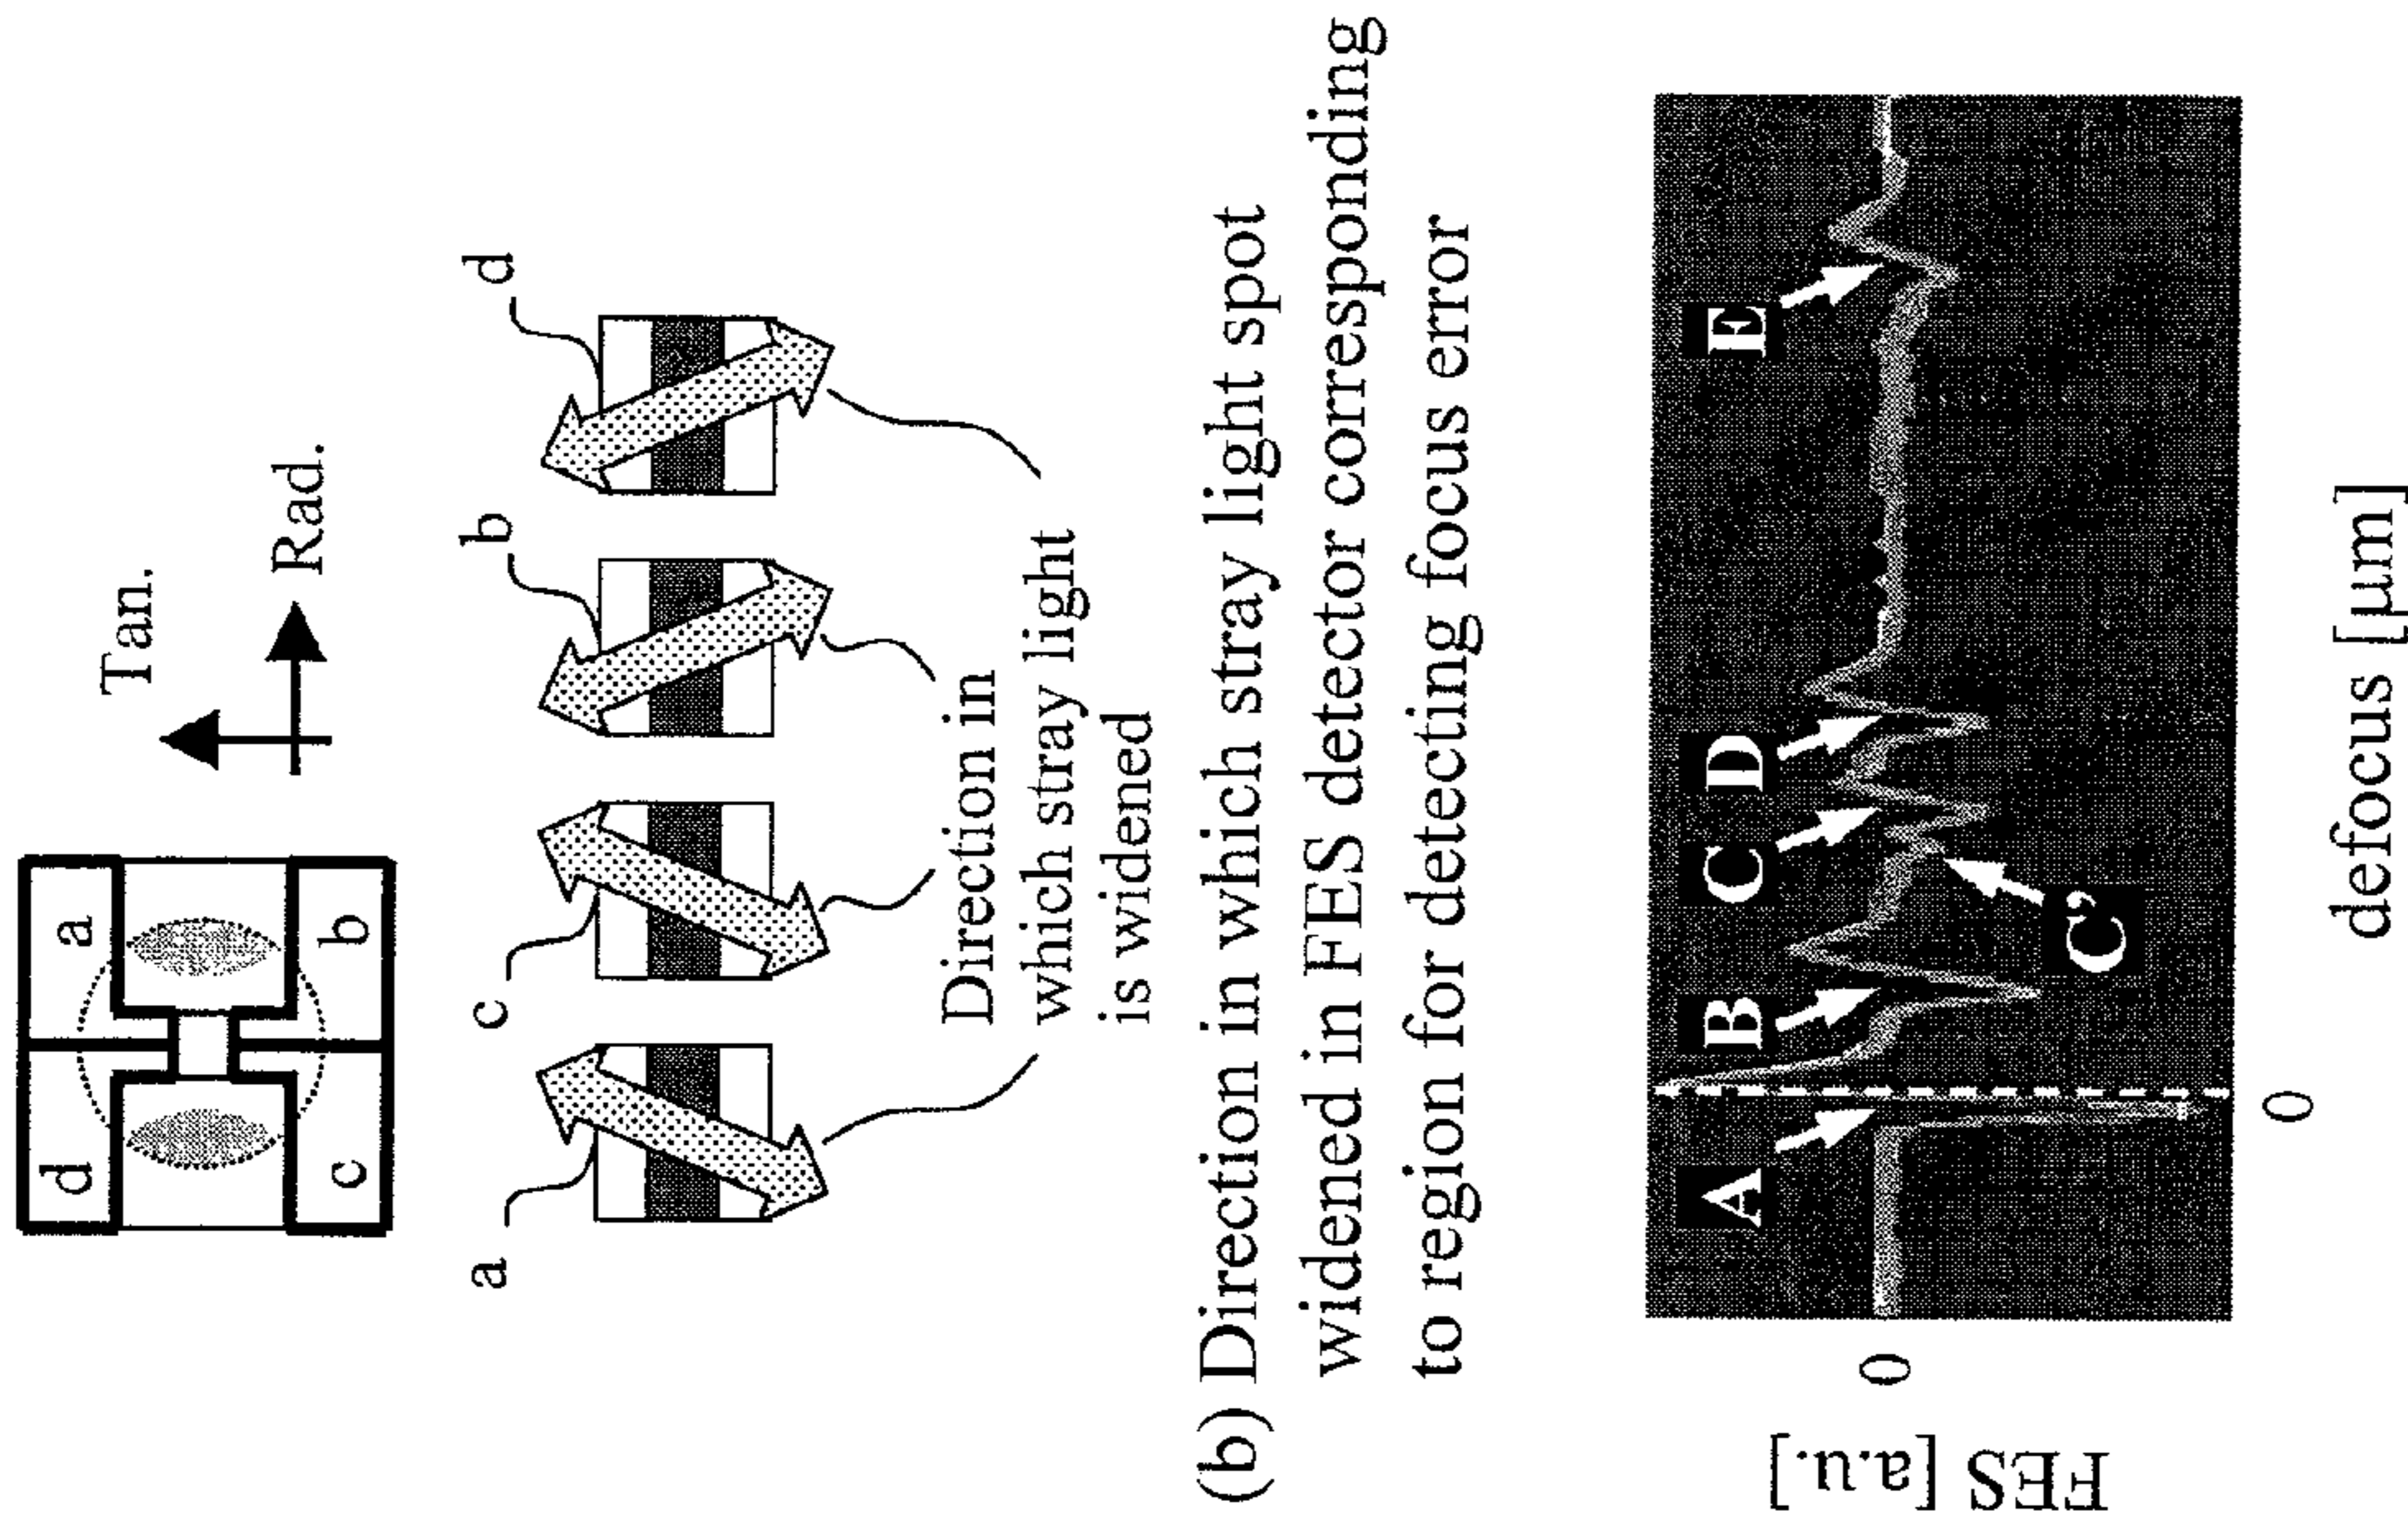 d
a
Tan.
c
b
Rad.
a
c
b
d
Direction in
which stray light
is widened
(b) Direction in which stray light spot
widened in FES detector corresponding
to region for detecting focus error
FES [a.u.]
0
A
B
C
D
E
C’
0
defocus [µm]